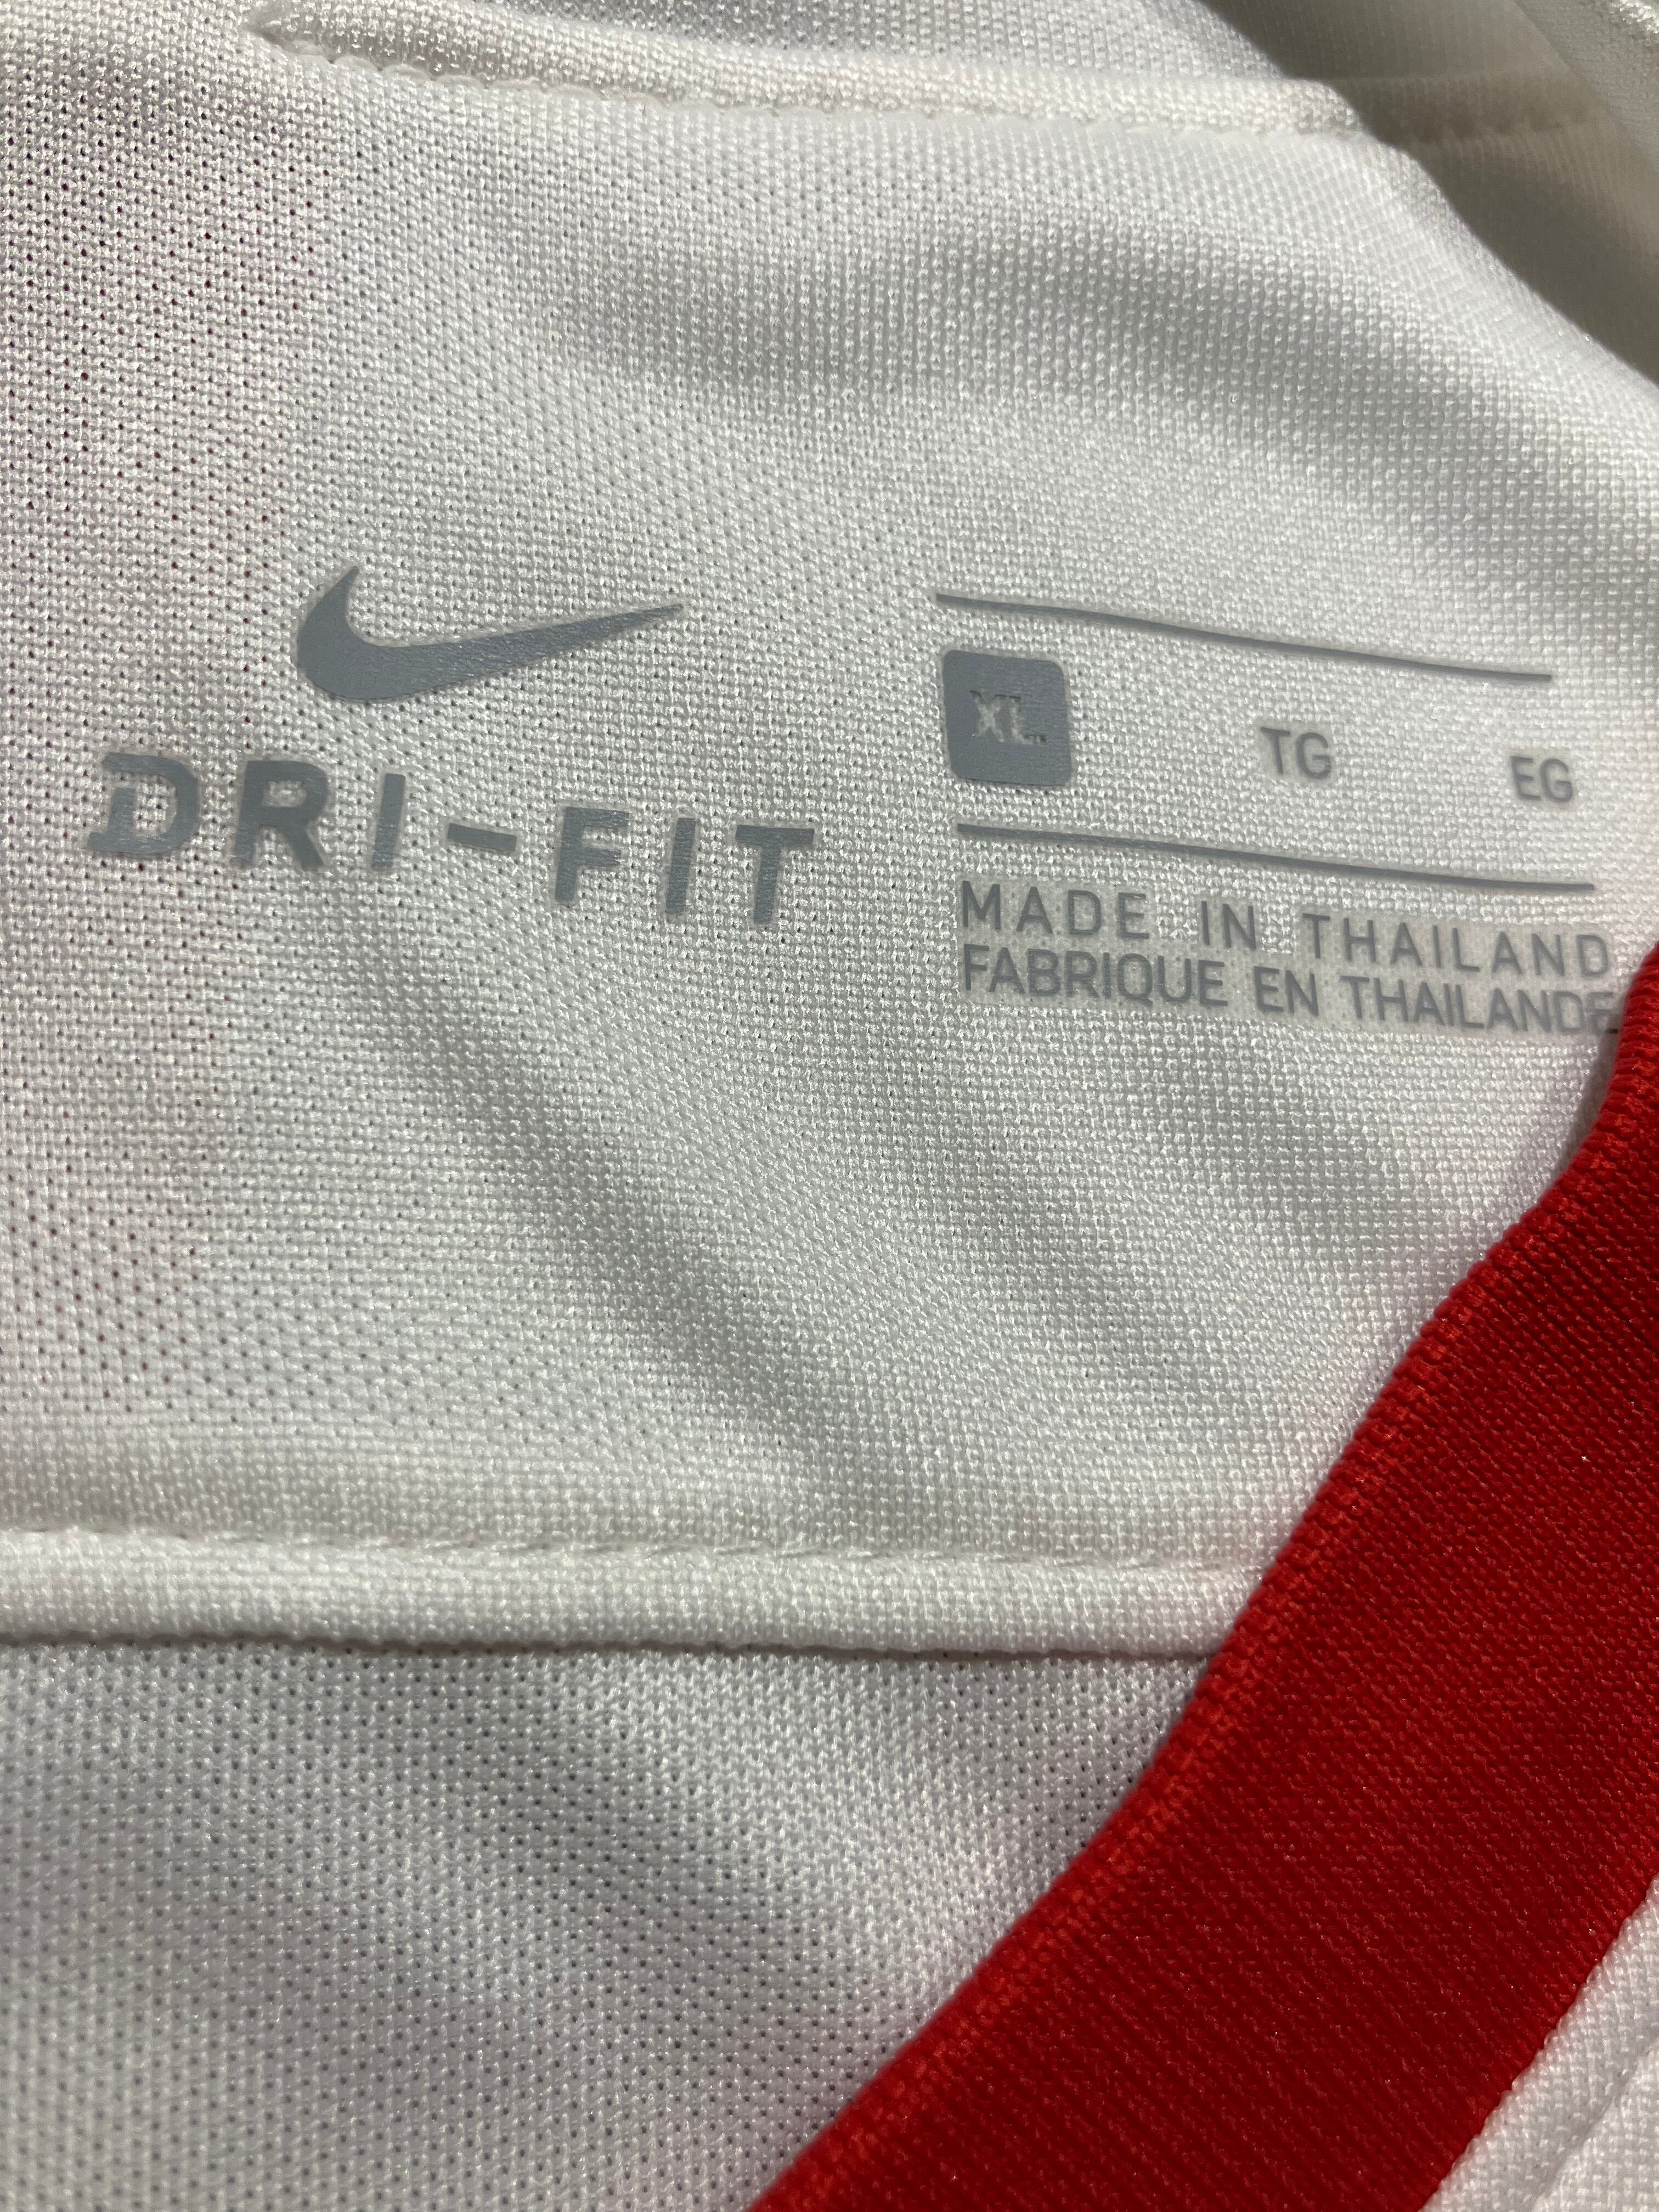 DRI-FIT
XL TG EG
MADE IN THAILAND
FABRIQUE EN THAILANDE